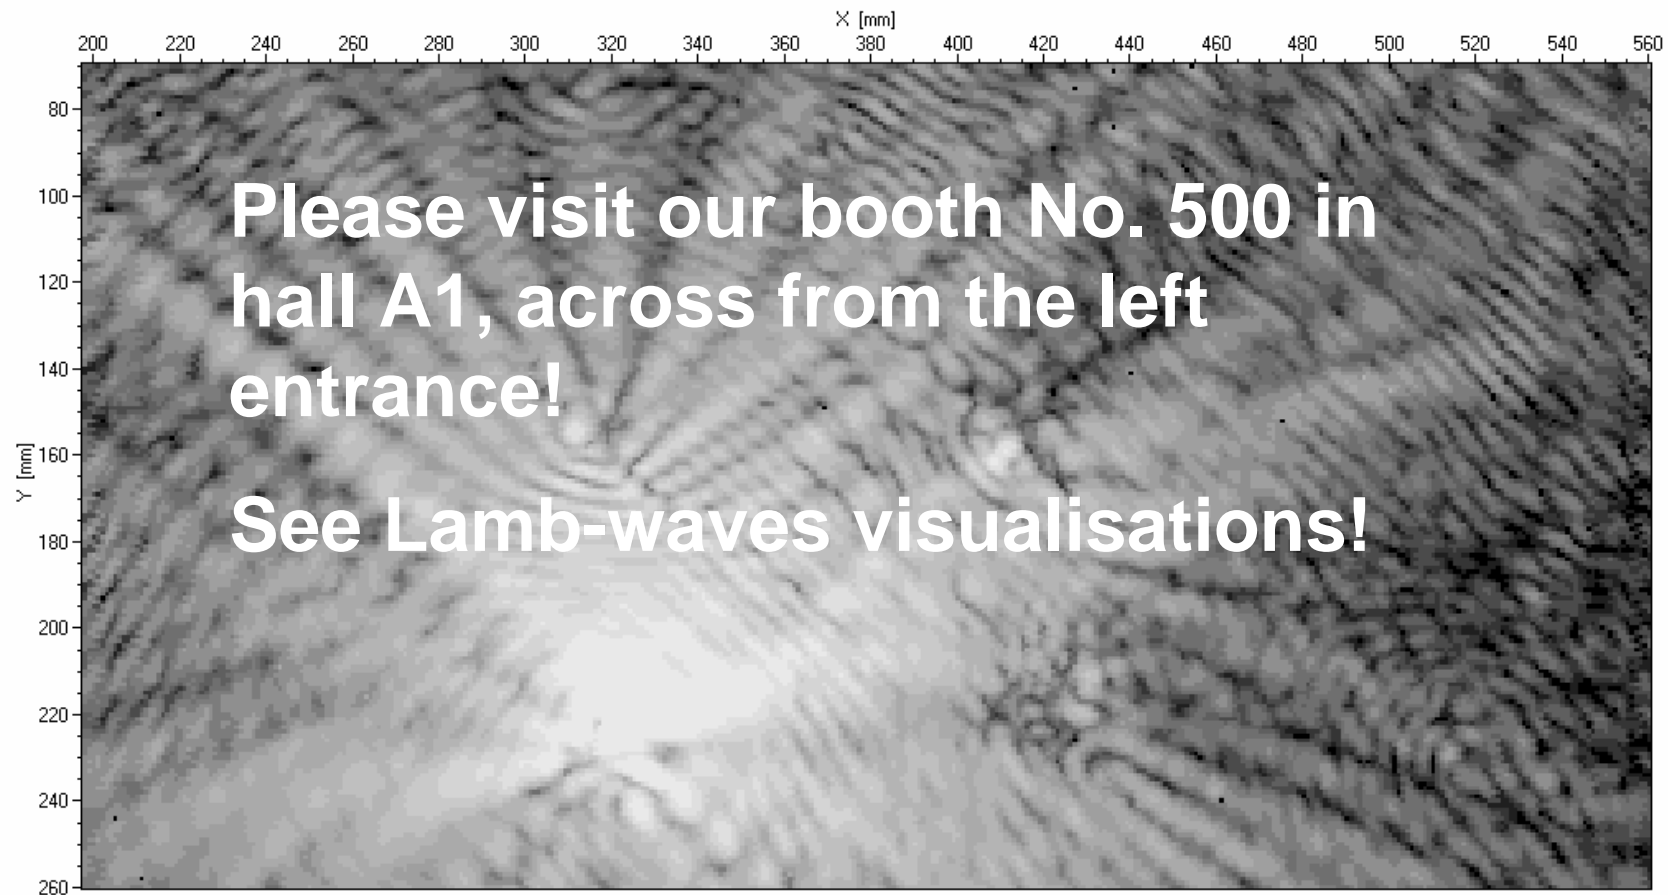 X [mm]
200 220 240 260 280 300 320 340 360 380 400 420 440 460 480 500 520 540 560
80
100
Please visit our booth No. 500 in
120
hall A1, across from the left
140
entrance!
160
Y [mm]
See Lamb-waves visualisations!
180
200
220
240
260